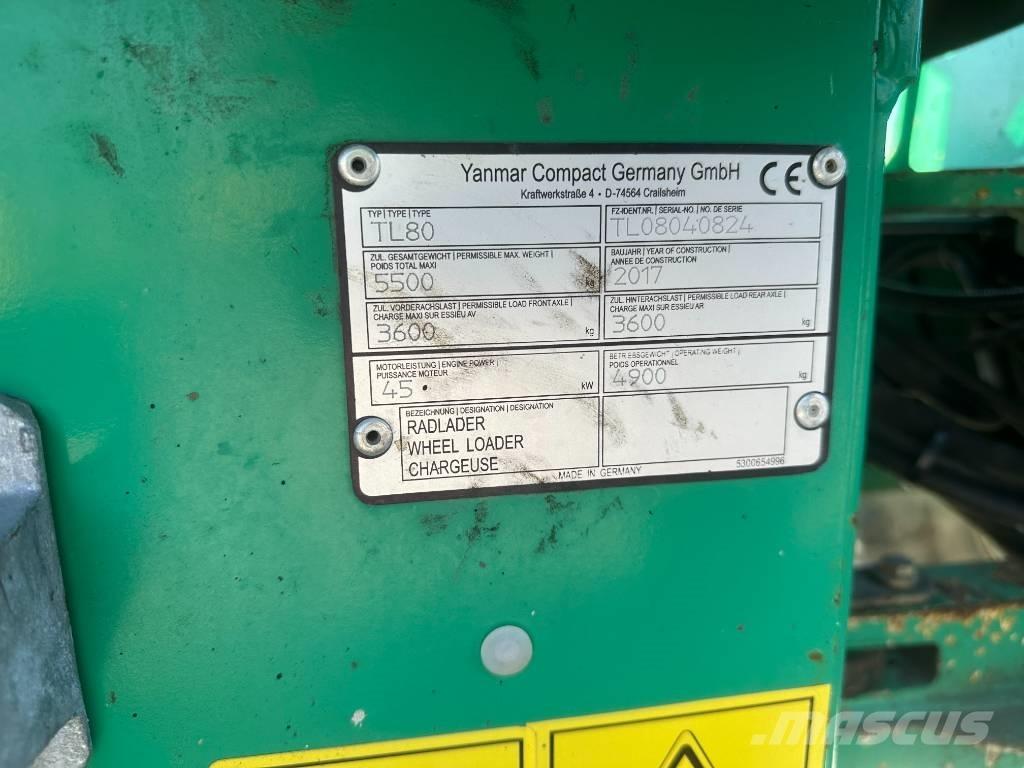 Yanmar Compact Germany GmbH
Kraftwerkstraße 4 • D-74564 Crailsheim
CE
TYP | TYPE | TYPE
TL80
FZ-IDENT.NR. | SERIAL-NO. | NO. DE SERIE
TL08040824
ZUL. GESAMTGEWICHT | PERMISSIBLE MAX. WEIGHT |
POIDS TOTAL MAXI
5500
BAUJAHR | YEAR OF CONSTRUCTION |
ANNEE DE CONSTRUCTION
2017
ZUL. VORDERACHSLAST | PERMISSIBLE LOAD FRONT AXLE |
CHARGE MAXI SUR ESSIEU AV
3600 kg
ZUL. HINTERACHSLAST | PERMISSIBLE LOAD REAR AXLE |
CHARGE MAXI SUR ESSIEU AR
3600 kg
MOTORLEISTUNG | ENGINE POWER |
PUISSANCE MOTEUR
45 kW
BETRIEBSGEWICHT | OPERATING WEIGHT |
POIDS OPERATIONNEL
4900 kg
BEZEICHNUNG | DESIGNATION | DESIGNATION
RADLADER
WHEEL LOADER
CHARGEUSE
MADE IN GERMANY
5300654996
mascus